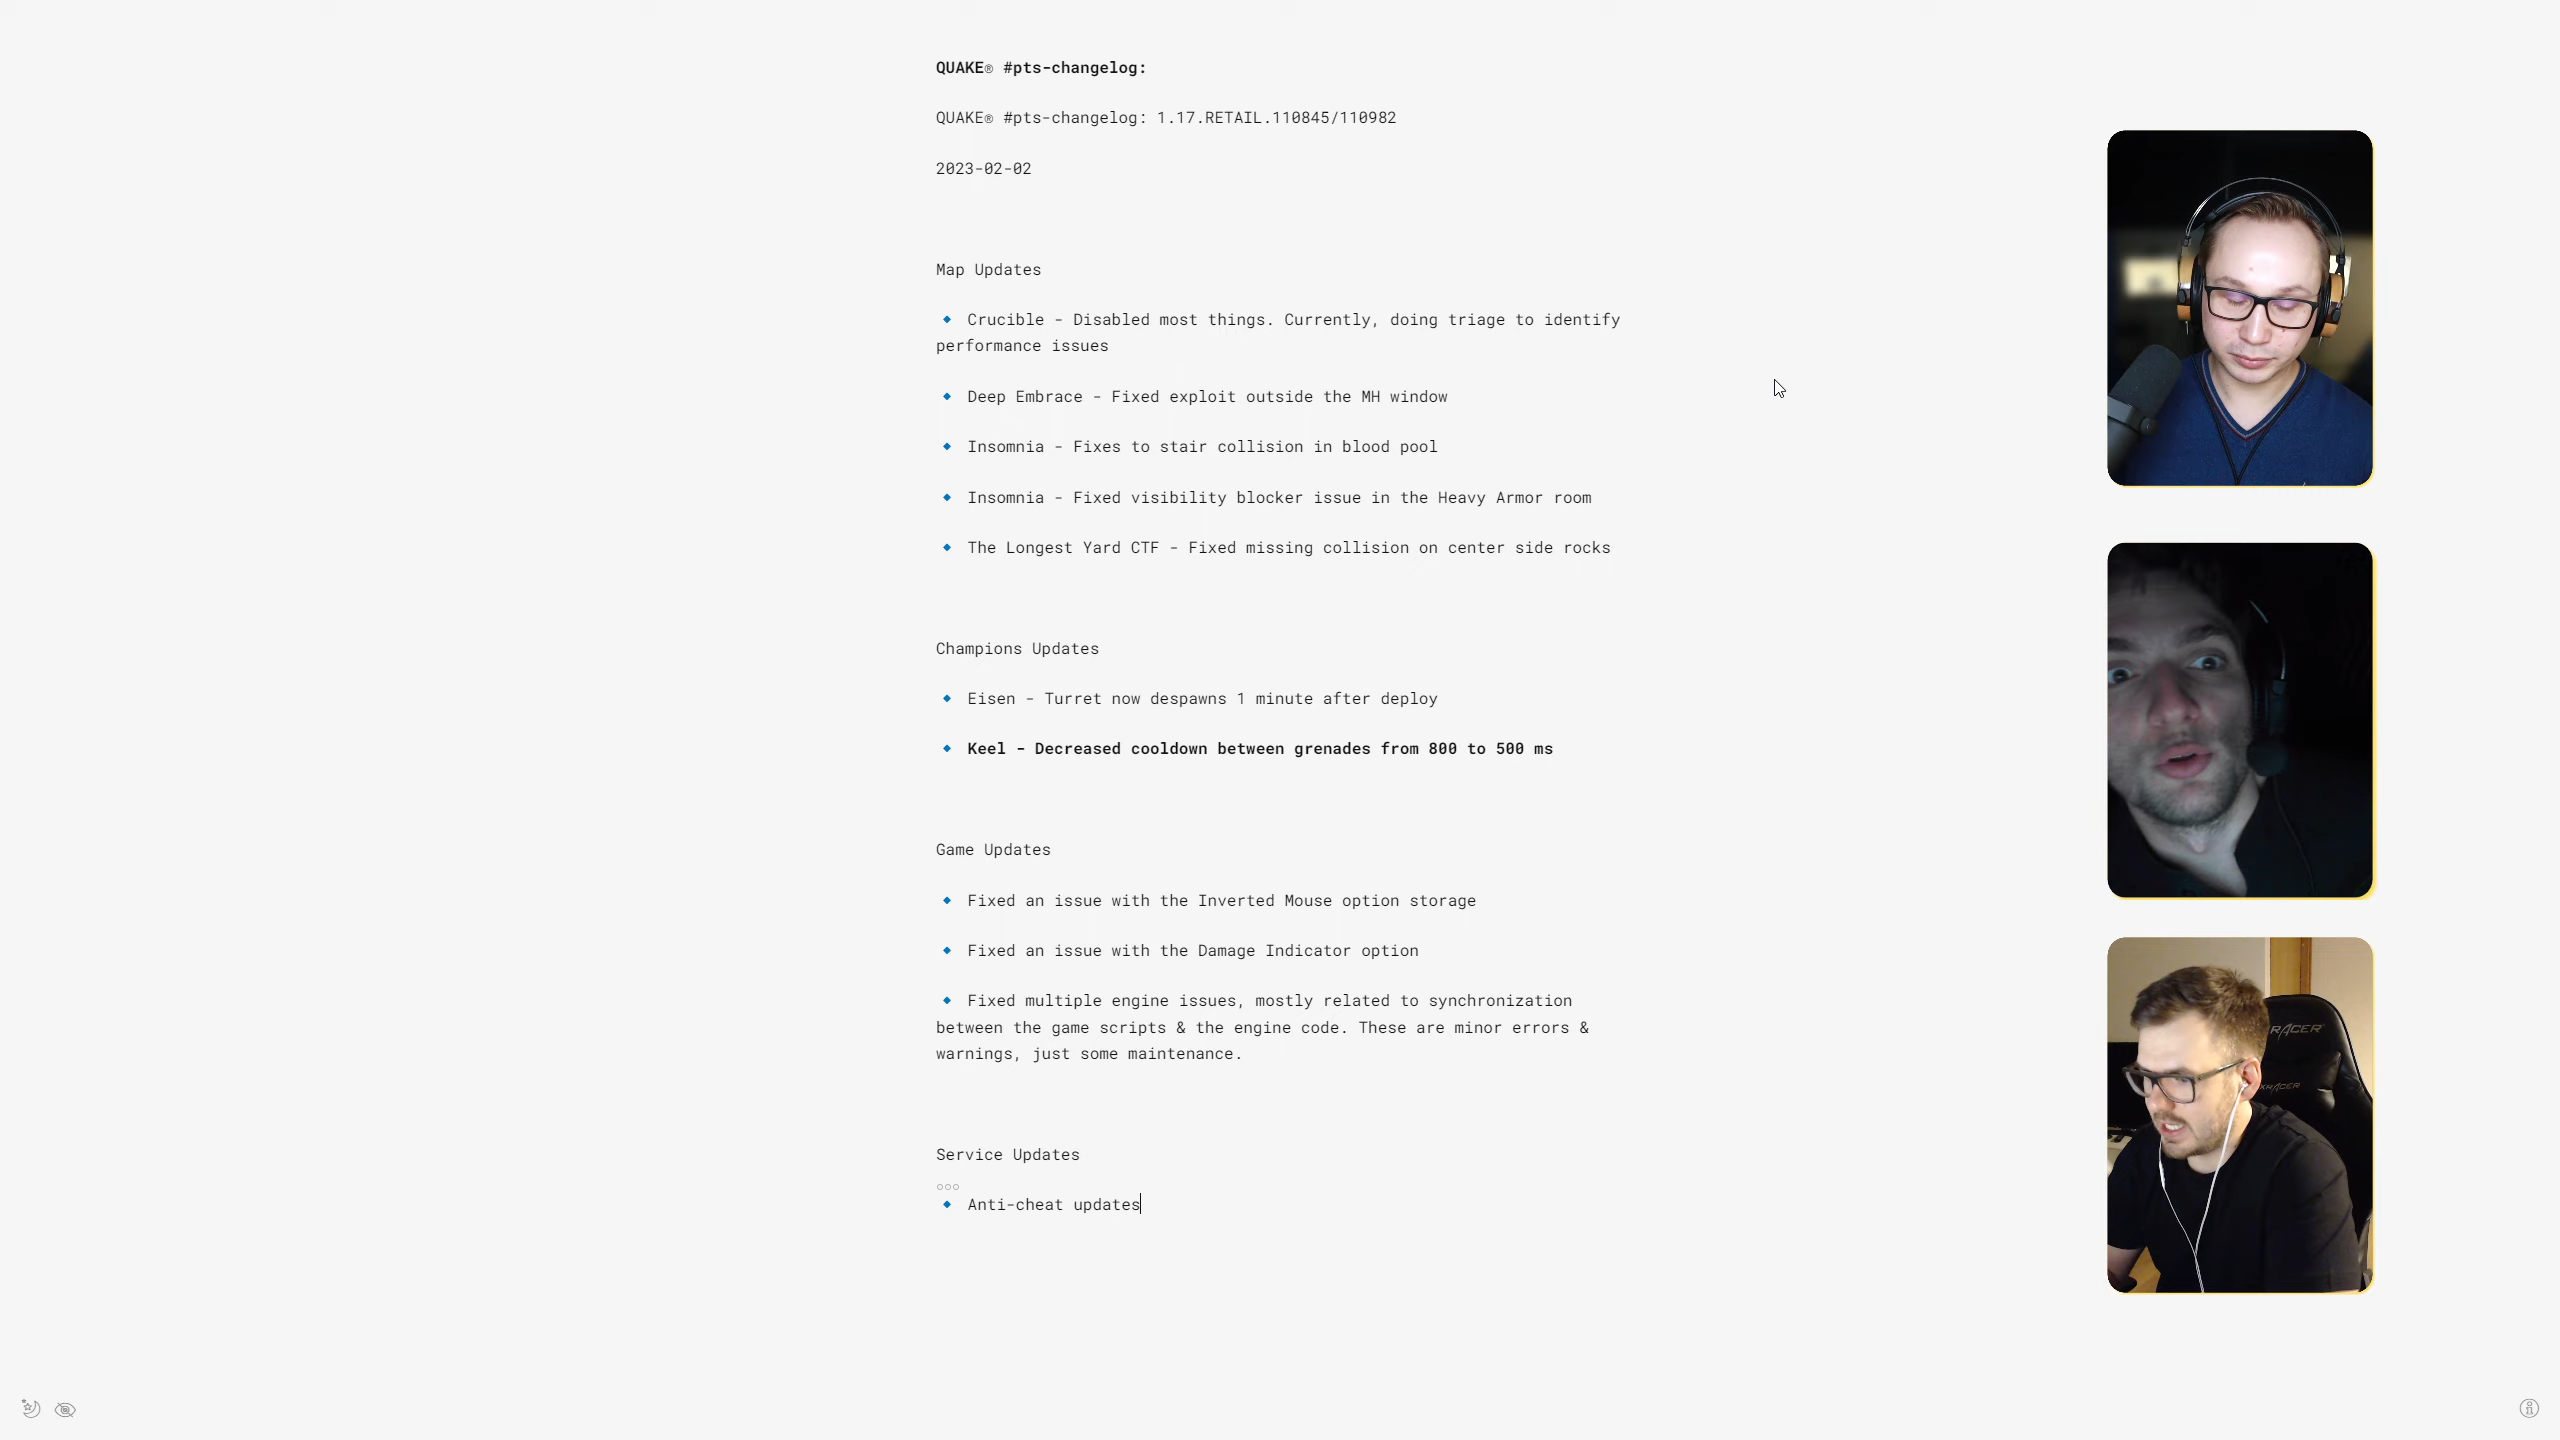 QUAKE® #pts-changelog:
QUAKE® #pts-changelog: 1.17.RETAIL.110845/110982
2023-02-02
Map Updates
🔹 Crucible - Disabled most things. Currently, doing triage to identify
performance issues
🔹 Deep Embrace - Fixed exploit outside the MH window
🔹 Insomnia - Fixes to stair collision in blood pool
🔹 Insomnia - Fixed visibility blocker issue in the Heavy Armor room
🔹 The Longest Yard CTF - Fixed missing collision on center side rocks
Champions Updates
🔹 Eisen - Turret now despawns 1 minute after deploy
🔹 Keel - Decreased cooldown between grenades from 800 to 500 ms
Game Updates
🔹 Fixed an issue with the Inverted Mouse option storage
🔹 Fixed an issue with the Damage Indicator option
🔹 Fixed multiple engine issues, mostly related to synchronization
between the game scripts & the engine code. These are minor errors &
warnings, just some maintenance.
Service Updates
🔹 Anti-cheat updates